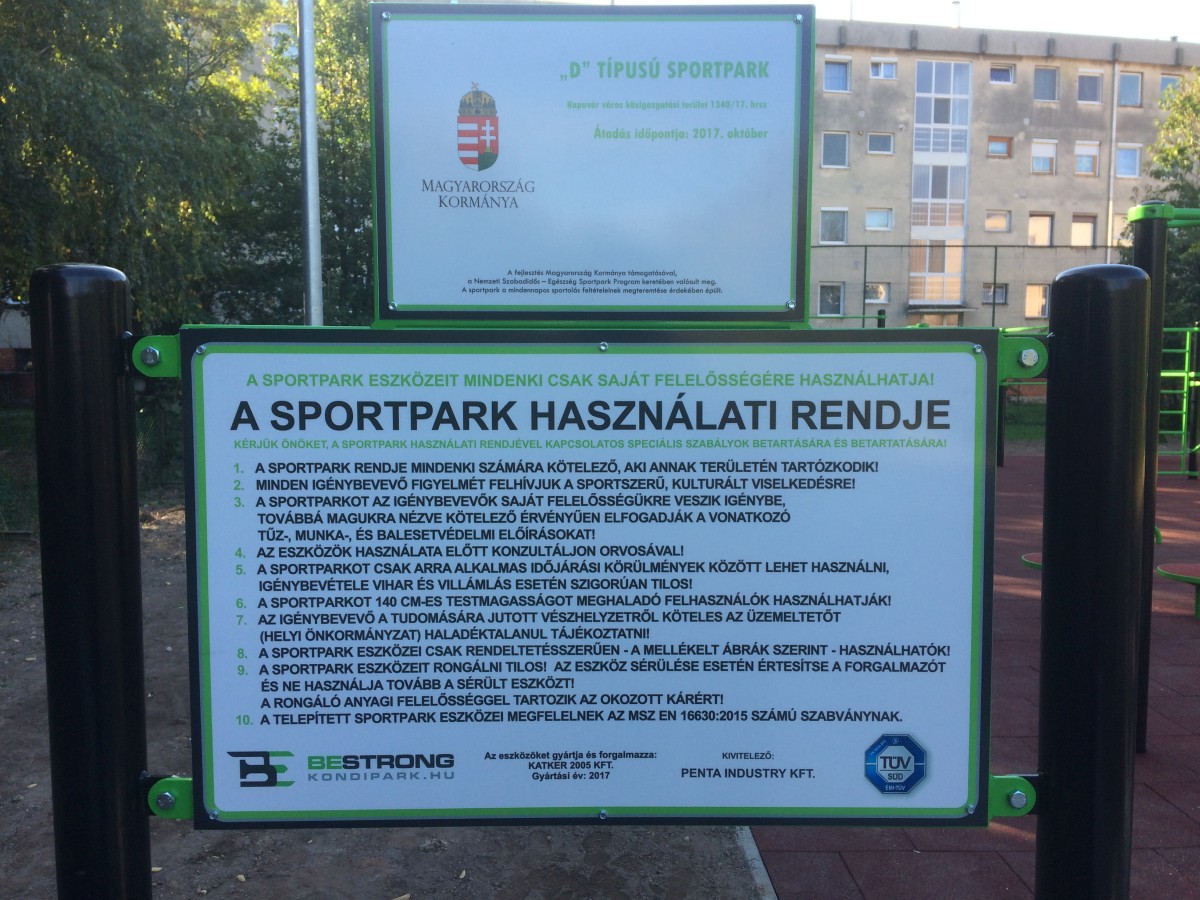 „D” TÍPUSÚ SPORTPARK
Kapuvár város közigazgatási terület 1340/17. hrsz
Átadás időpontja: 2017. október
MAGYARORSZÁG
KORMÁNYA
A fejlesztés Magyarország Kormánya támogatásával,
a Nemzeti Szabadidős – Egészség Sportpark Program keretében valósult meg.
A sportpark a mindennapos sportolás feltételeinek megteremtése érdekében épült.
A SPORTPARK ESZKÖZEIT MINDENKI CSAK SAJÁT FELELŐSSÉGÉRE HASZNÁLHATJA!
A SPORTPARK HASZNÁLATI RENDJE
KÉRJÜK ÖNÖKET, A SPORTPARK HASZNÁLATI RENDJÉVEL KAPCSOLATOS SPECIÁLIS SZABÁLYOK BETARTÁSÁRA ÉS BETARTATÁSÁRA!
1. A SPORTPARK RENDJE MINDENKI SZÁMÁRA KÖTELEZŐ, AKI ANNAK TERÜLETÉN TARTÓZKODIK!
2. MINDEN IGÉNYBEVEVŐ FIGYELMÉT FELHÍVJUK A SPORTSZERŰ, KULTURÁLT VISELKEDÉSRE!
3. A SPORTPARKOT AZ IGÉNYBEVEVŐK SAJÁT FELELŐSSÉGÜKRE VESZIK IGÉNYBE,
TOVÁBBÁ MAGUKRA NÉZVE KÖTELEZŐ ÉRVÉNYŰEN ELFOGADJÁK A VONATKOZÓ
TŰZ-, MUNKA-, ÉS BALESETVÉDELMI ELŐÍRÁSOKAT!
4. AZ ESZKÖZÖK HASZNÁLATA ELŐTT KONZULTÁLJON ORVOSÁVAL!
5. A SPORTPARKOT CSAK ARRA ALKALMAS IDŐJÁRÁSI KÖRÜLMÉNYEK KÖZÖTT LEHET HASZNÁLNI,
IGÉNYBEVÉTELE VIHAR ÉS VILLÁMLÁS ESETÉN SZIGORÚAN TILOS!
6. A SPORTPARKOT 140 CM-ES TESTMAGASSÁGOT MEGHALADÓ FELHASZNÁLÓK HASZNÁLHATJÁK!
7. AZ IGÉNYBEVEVŐ A TUDOMÁSÁRA JUTOTT VÉSZHELYZETRŐL KÖTELES AZ ÜZEMELTETŐT
(HELYI ÖNKORMÁNYZAT) HALADÉKTALANUL TÁJÉKOZTATNI!
8. A SPORTPARK ESZKÖZEI CSAK RENDELTETÉSSZERŰEN - A MELLÉKELT ÁBRÁK SZERINT - HASZNÁLHATÓK!
9. A SPORTPARK ESZKÖZEIT RONGÁLNI TILOS! AZ ESZKÖZ SÉRÜLÉSE ESETÉN ÉRTESÍTSE A FORGALMAZÓT
ÉS NE HASZNÁLJA TOVÁBB A SÉRÜLT ESZKÖZT!
A RONGÁLÓ ANYAGI FELELŐSSÉGGEL TARTOZIK AZ OKOZOTT KÁRÉRT!
10. A TELEPÍTETT SPORTPARK ESZKÖZEI MEGFELELNEK AZ MSZ EN 16630:2015 SZÁMÚ SZABVÁNYNAK.
BE BESTRONG
KONDIPARK.HU
Az eszközöket gyártja és forgalmazza:
KATKER 2005 KFT.
Gyártási év: 2017
KIVITELEZŐ:
PENTA INDUSTRY KFT.
TÜV
SÜD
ÉMI-TÜV